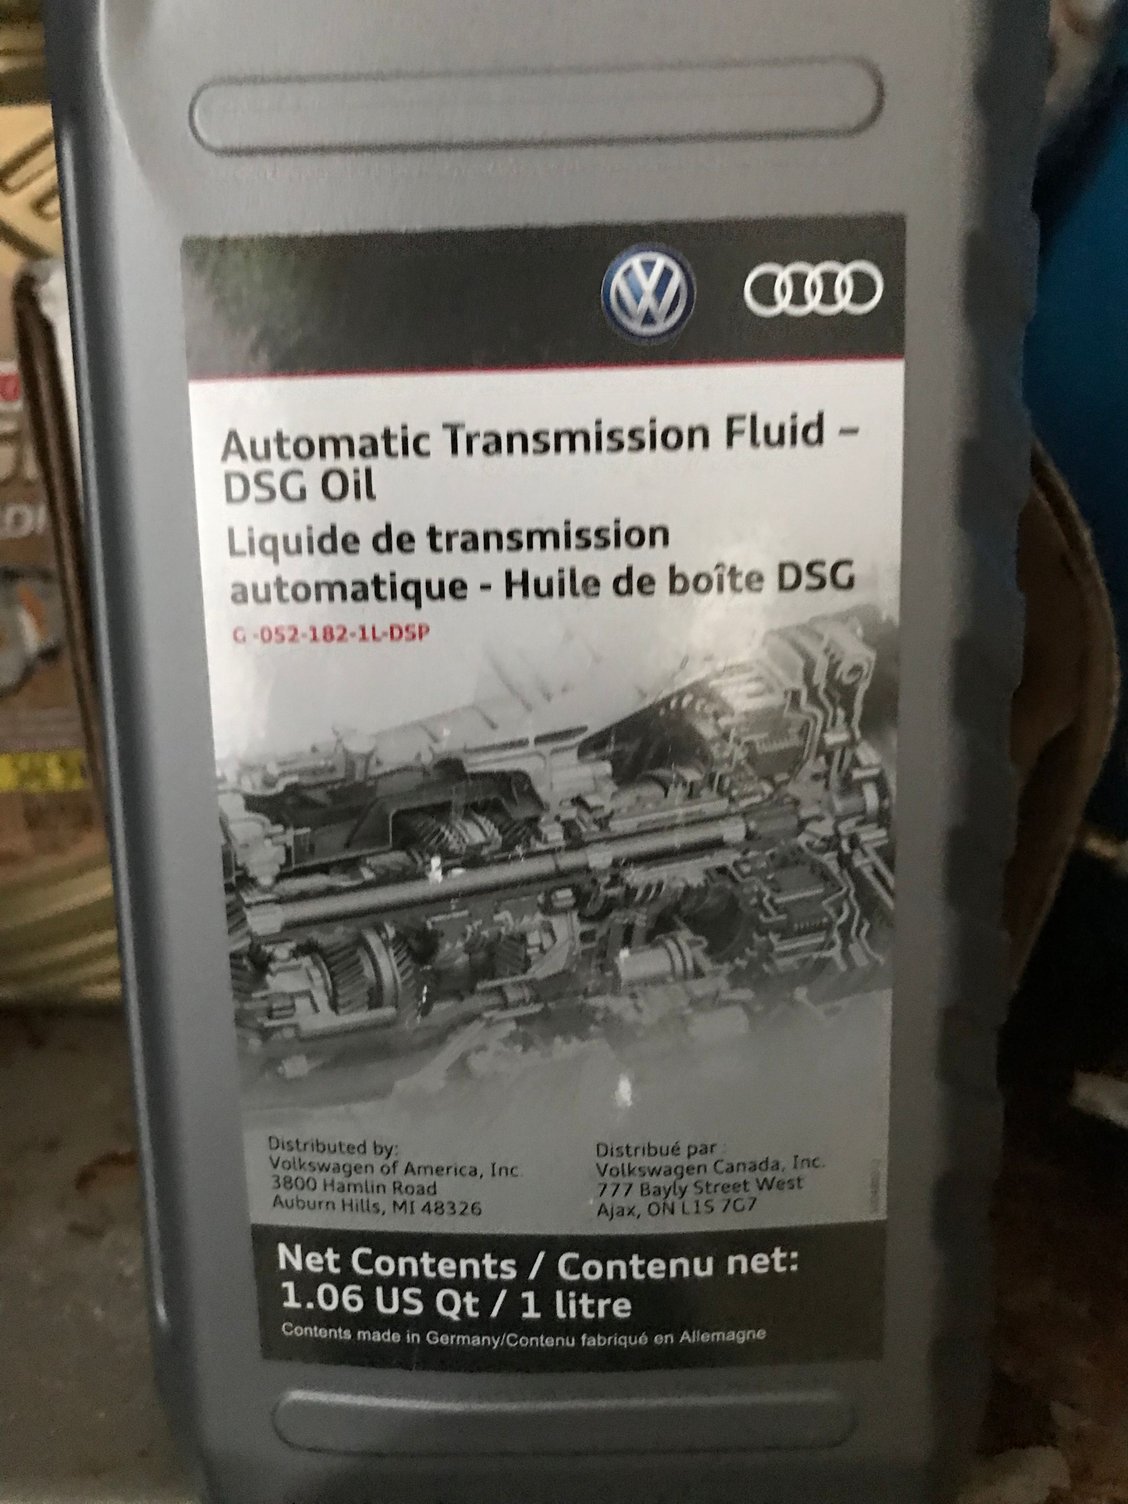 Automatic Transmission Fluid –
DSG Oil
Liquide de transmission
automatique - Huile de boîte DSG
G -052-182-1L-DSP
Distributed by:
Volkswagen of America, Inc.
3800 Hamlin Road
Auburn Hills, MI 48326
Distribué par :
Volkswagen Canada, Inc.
777 Bayly Street West
Ajax, ON L1S 7G7
Net Contents / Contenu net:
1.06 US Qt / 1 litre
Contents made in Germany/Contenu fabriqué en Allemagne